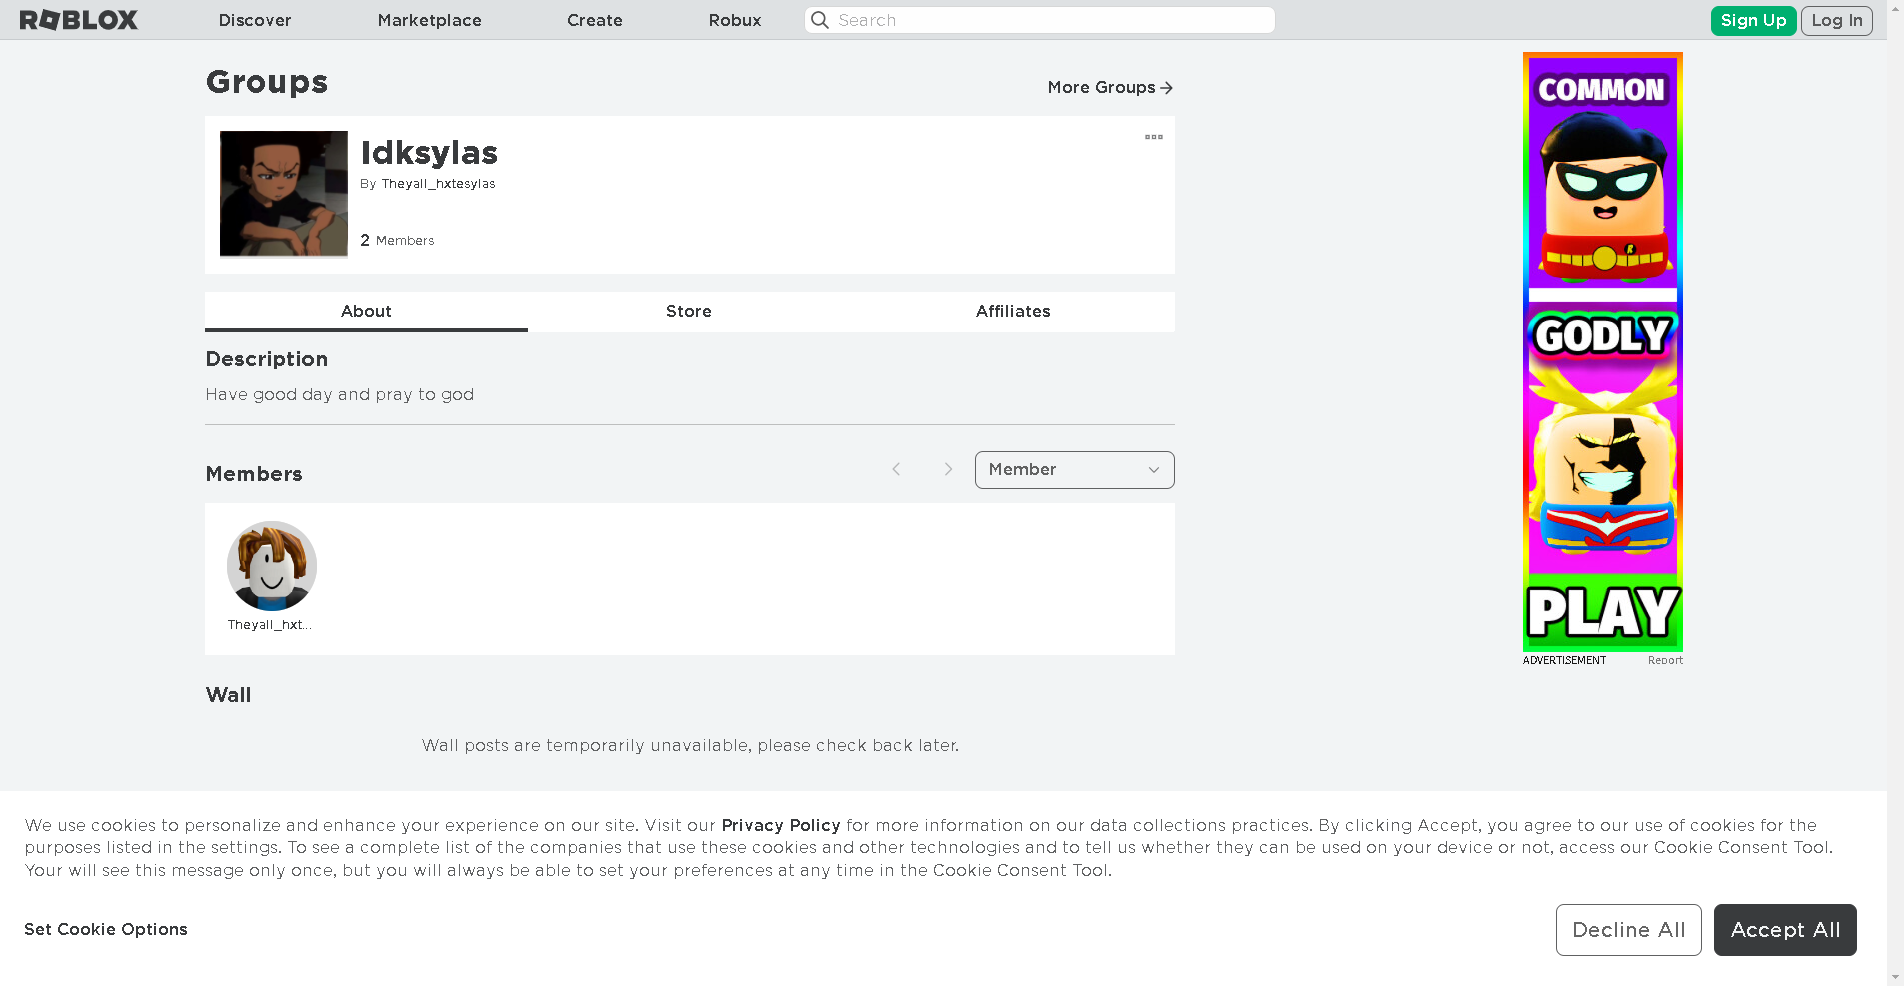 ROBLOX
Discover
Marketplace
Create
Robux
Search
Sign Up
Log In
Groups
More Groups
Idksylas
By Theyall_hxtesylas
2 Members
About
Store
Affiliates
Description
Have good day and pray to god
Members
Member
Theyall_hxt...
Wall
Wall posts are temporarily unavailable, please check back later.
COMMON
R
GODLY
PLAY
ADVERTISEMENT
Report
We use cookies to personalize and enhance your experience on our site. Visit our Privacy Policy for more information on our data collections practices. By clicking Accept, you agree to our use of cookies for the
purposes listed in the settings. To see a complete list of the companies that use these cookies and other technologies and to tell us whether they can be used on your device or not, access our Cookie Consent Tool.
Your will see this message only once, but you will always be able to set your preferences at any time in the Cookie Consent Tool.
Set Cookie Options
Decline All
Accept All